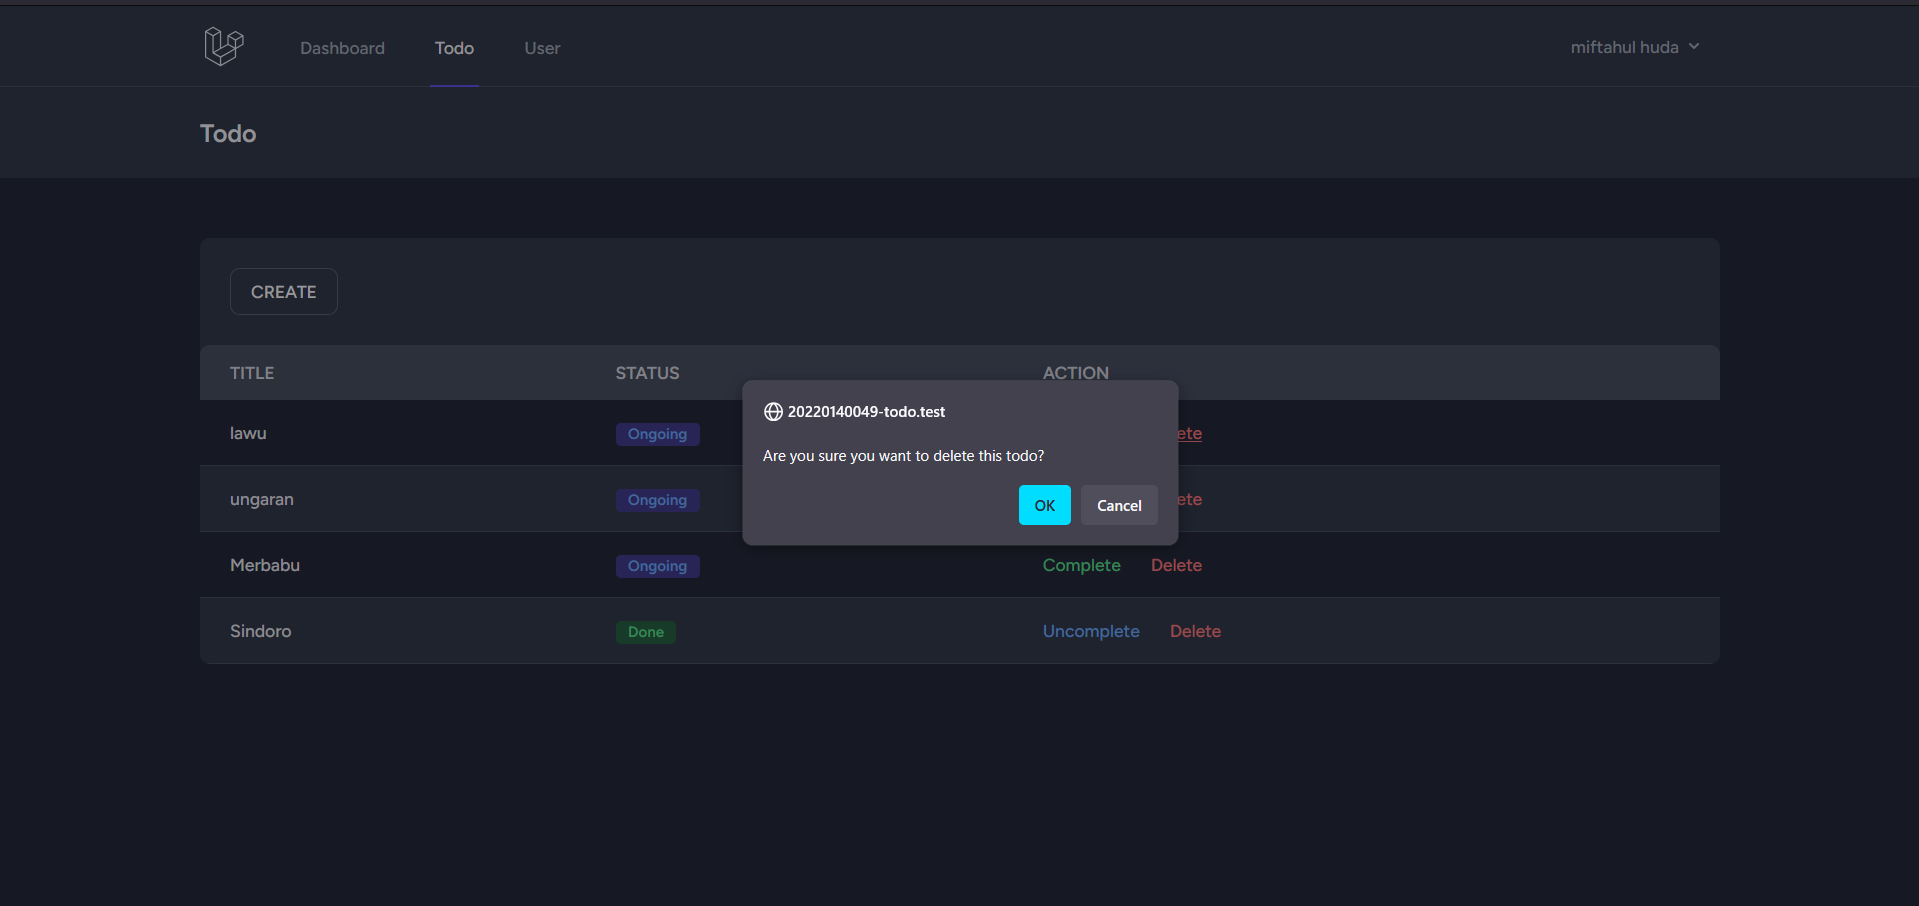 Dashboard Todo User miftahul huda
Todo
CREATE
TITLE STATUS ACTION
20220140049-todo.test
Are you sure you want to delete this todo?
OK Cancel
lawu Ongoing ete
ungaran Ongoing ete
Merbabu Ongoing Complete Delete
Sindoro Done Uncomplete Delete